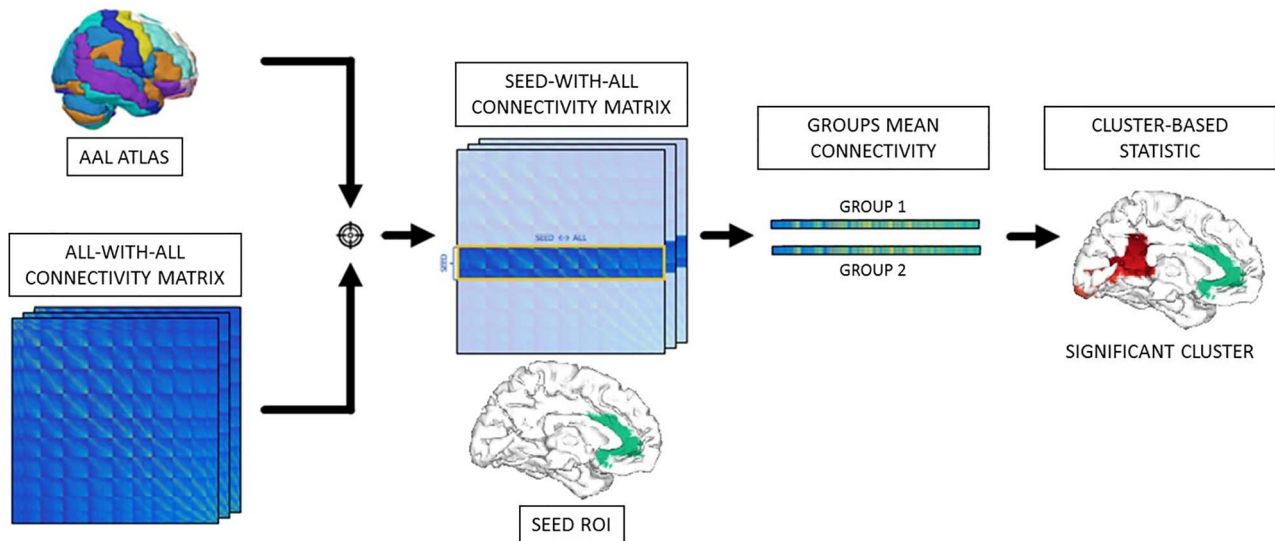 AAL ATLAS
ALL-WITH-ALL
CONNECTIVITY MATRIX
SEED-WITH-ALL
CONNECTIVITY MATRIX
SEED <-> ALL
SEED
SEED ROI
GROUPS MEAN
CONNECTIVITY
GROUP 1
GROUP 2
CLUSTER-BASED
STATISTIC
SIGNIFICANT CLUSTER